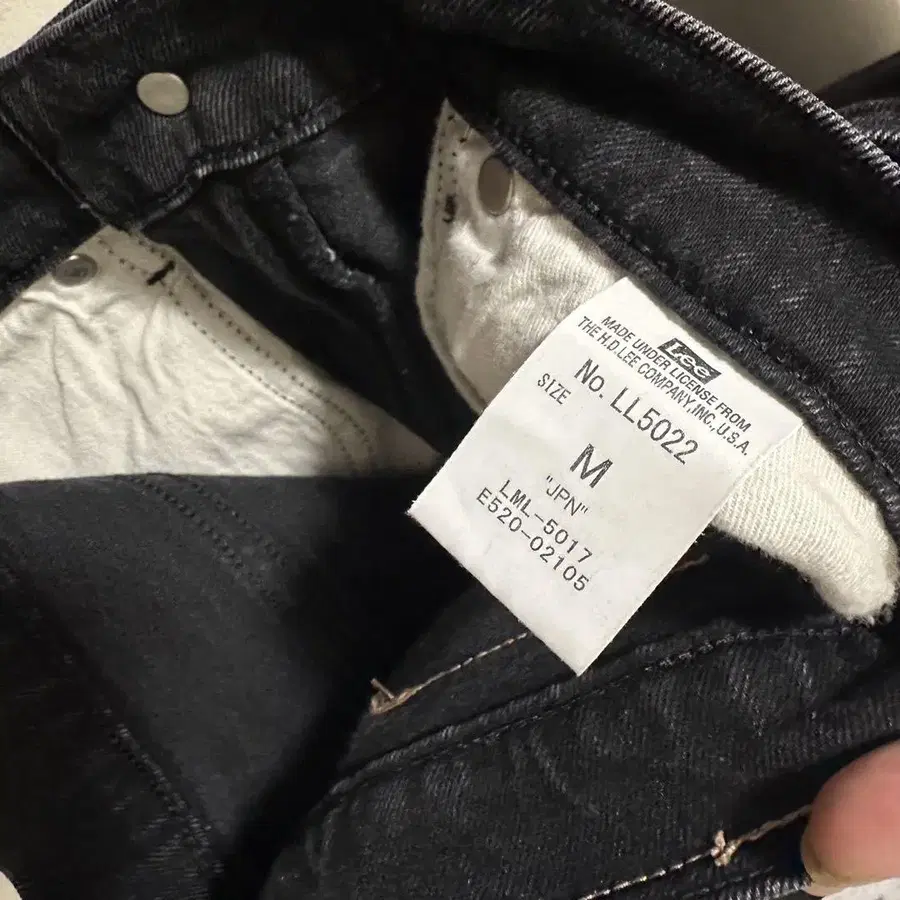 Lee
MADE UNDER LICENSE FROM
THE H.D.LEE COMPANY,INC.,U.S.A.
No. LL5022
SIZE
M
"JPN"
LML-5017
E520-02105